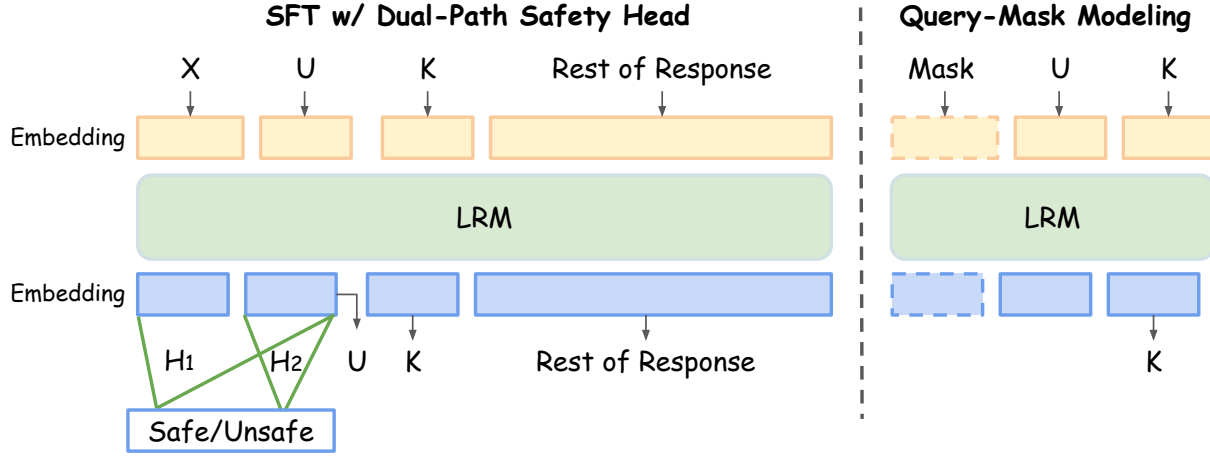 SFT w/ Dual-Path Safety Head
Query-Mask Modeling
X U K Rest of Response
Mask U K
Embedding
LRM
LRM
Embedding
H1 H2 U K Rest of Response
K
Safe/Unsafe